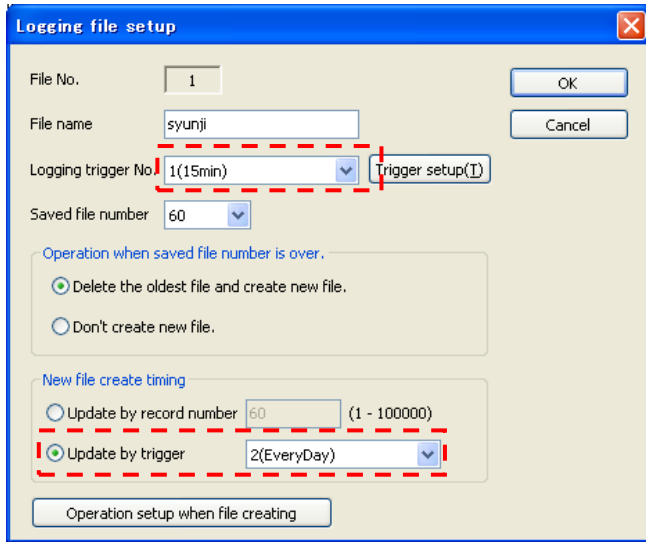 Logging file setup
File No. 1
OK
File name syunji
Cancel
Logging trigger No. 1(15min) Trigger setup(T)
Saved file number 60
Operation when saved file number is over.
Delete the oldest file and create new file.
Don't create new file.
New file create timing
Update by record number 60 (1 - 100000)
Update by trigger 2(EveryDay)
Operation setup when file creating